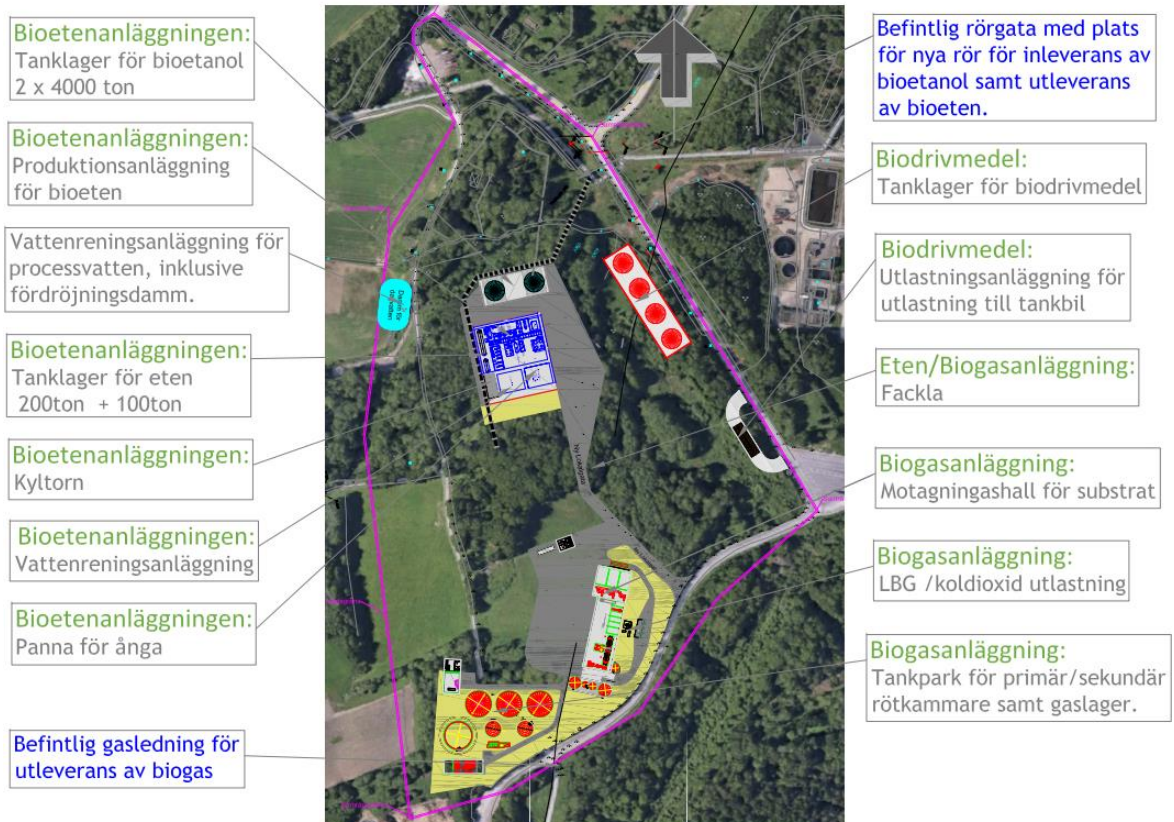 Bioetenanläggningen:
Tanklager för bioetanol
2 x 4000 ton
Bioetenanläggningen:
Produktionsanläggning
för bioeten
Vattenreningsanläggning för
processvatten, inklusive
fördröjningsdamm.
Bioetenanläggningen:
Tanklager för eten
200ton + 100ton
Bioetenanläggningen:
Kyltorn
Bioetenanläggningen:
Vattenreningsanläggning
Bioetenanläggningen:
Panna för ånga
Befintlig gasledning för
utleverans av biogas
Befintlig rörgata med plats
för nya rör för inleverans av
bioetanol samt utleverans
av bioeten.
Biodrivmedel:
Tanklager för biodrivmedel
Biodrivmedel:
Utlastningsanläggning för
utlastning till tankbil
Eten/Biogasanläggning:
Fackla
Biogasanläggning:
Motagningashall för substrat
Biogasanläggning:
LBG /koldioxid utlastning
Biogasanläggning:
Tankpark för primär/sekundär
rötkammare samt gaslager.